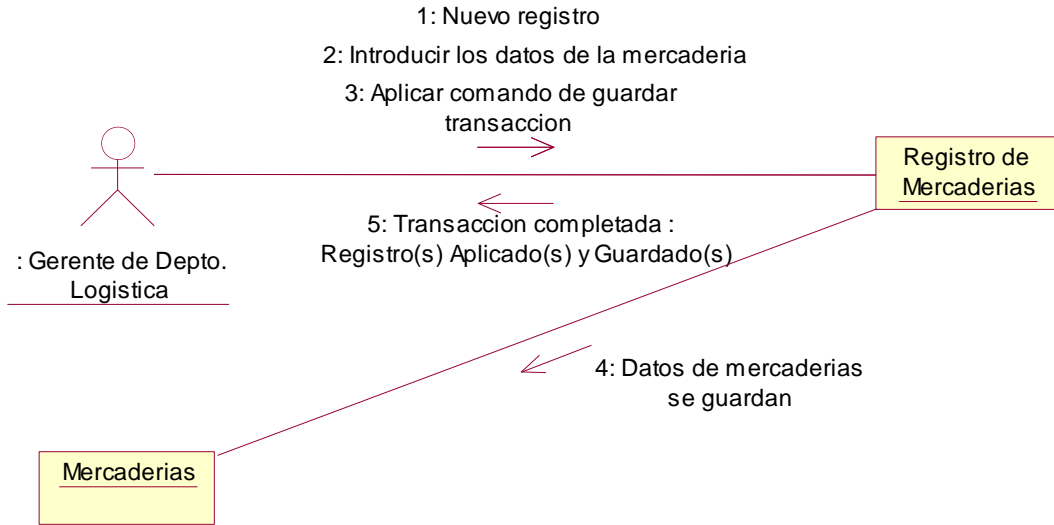 1: Nuevo registro
2: Introducir los datos de la mercaderia
3: Aplicar comando de guardar
transaccion
Registro de
Mercaderias
5: Transaccion completada :
Registro(s) Aplicado(s) y Guardado(s)
: Gerente de Depto.
Logistica
4: Datos de mercaderias
se guardan
Mercaderias